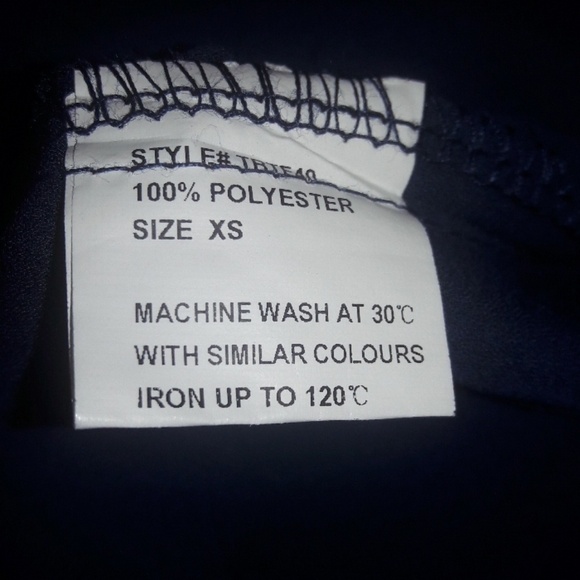 STYLE#
100% POLYESTER
SIZE XS
MACHINE WASH AT 30℃
WITH SIMILAR COLOURS
IRON UP TO 120℃